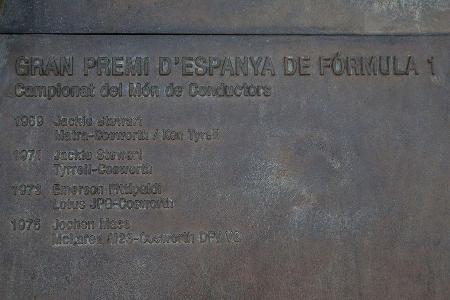 GRAN PREMI D'ESPANYA DE FÓRMULA 1
Campionat del Món de Conductors
1969 Jackie Stewart
Matra-Cosworth / Ken Tyrell
1971 Jackie Stewart
Tyrrell-Cosworth
1973 Emerson Fittipaldi
Lotus JPS-Cosworth
1975 Jochen Mass
McLaren M23-Cosworth DFV V8